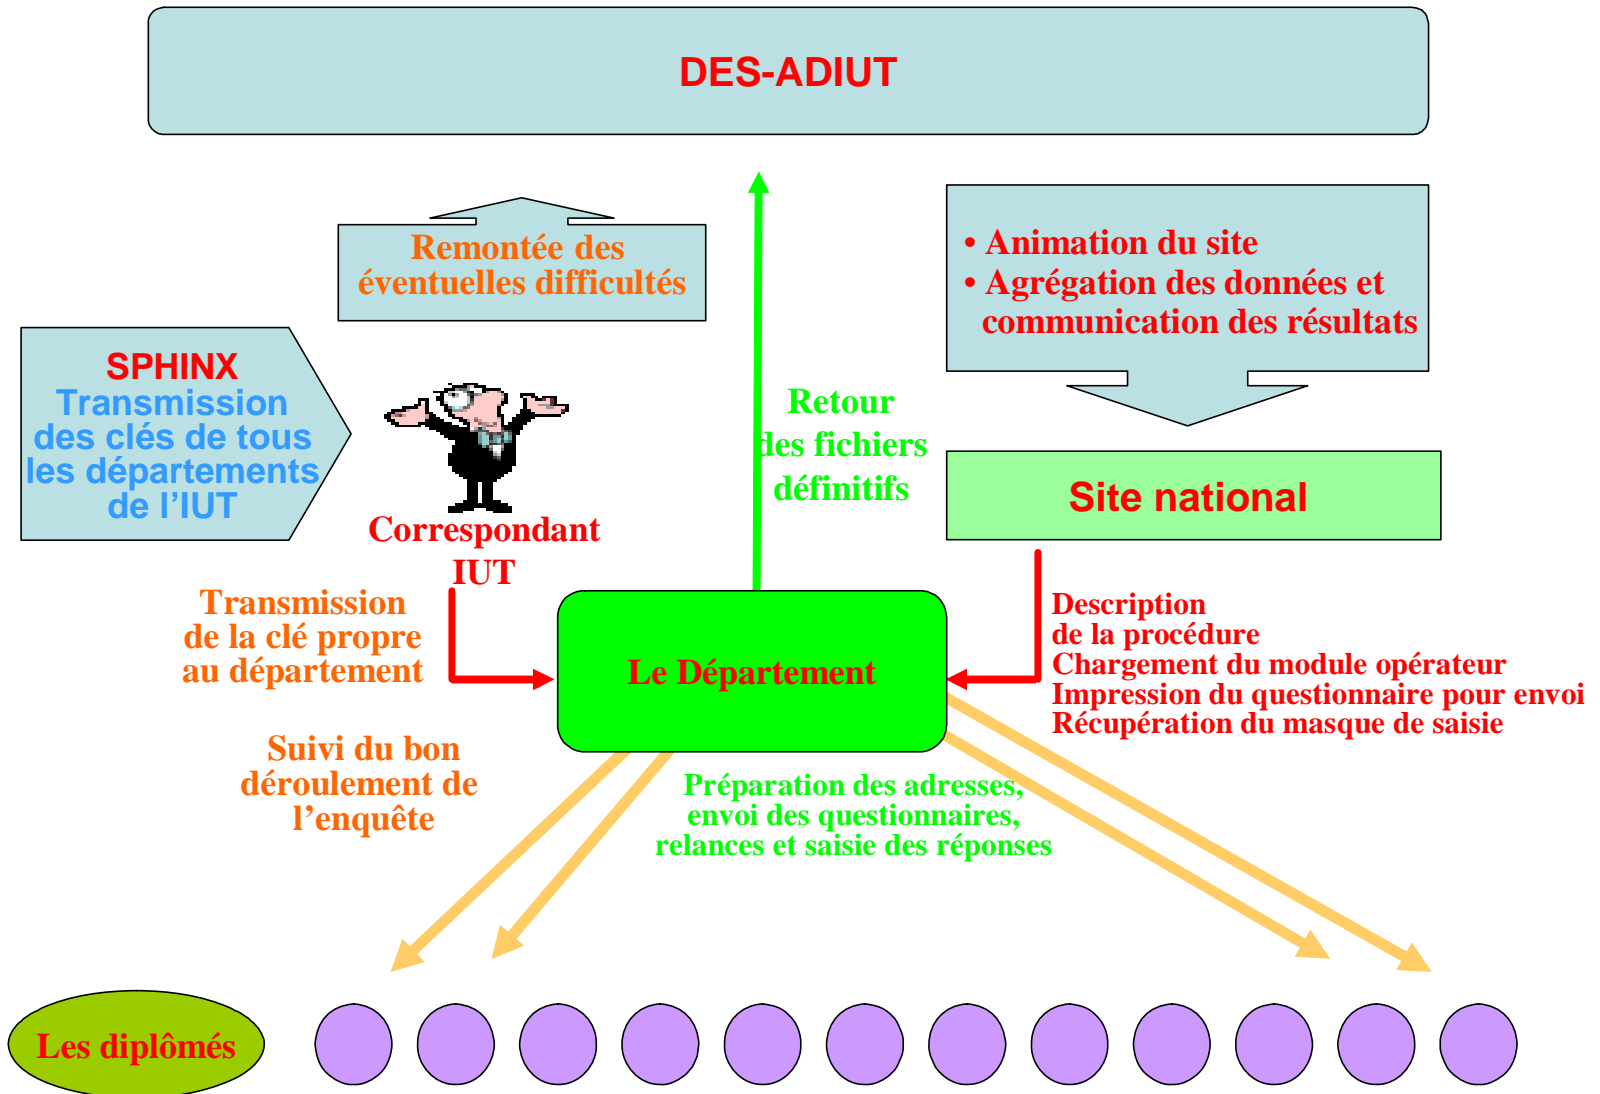 DES-ADIUT
Remontée des
éventuelles difficultés
• Animation du site
• Agrégation des données et
communication des résultats
SPHINX
Transmission
des clés de tous
les départements
de l’IUT
Retour
des fichiers
définitifs
Site national
Correspondant
IUT
Transmission
de la clé propre
au département
Le Département
Description
de la procédure
Chargement du module opérateur
Impression du questionnaire pour envoi
Récupération du masque de saisie
Suivi du bon
déroulement de
l’enquête
Préparation des adresses,
envoi des questionnaires,
relances et saisie des réponses
Les diplômés